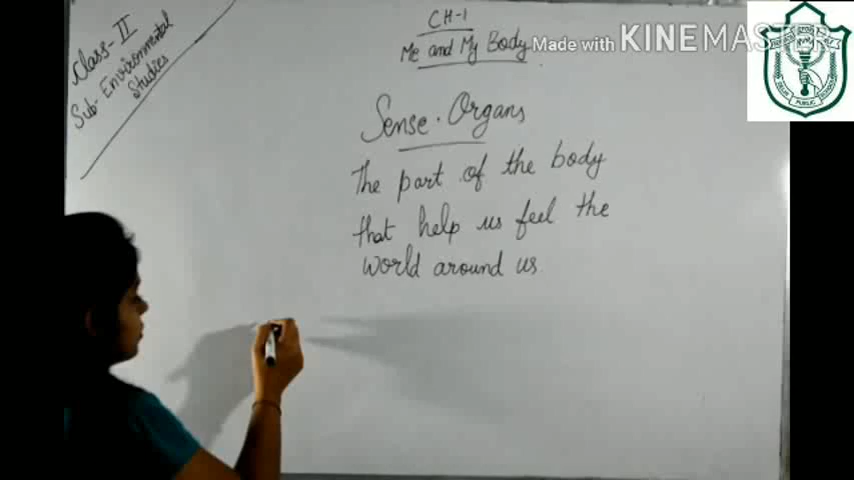 Class-II
Sub-Environmental
Studies
CH-1
Me and My Body
Made with KINEMASTER
Sense Organs
The part of the body
that help us feel the
world around us.
PUBLIC